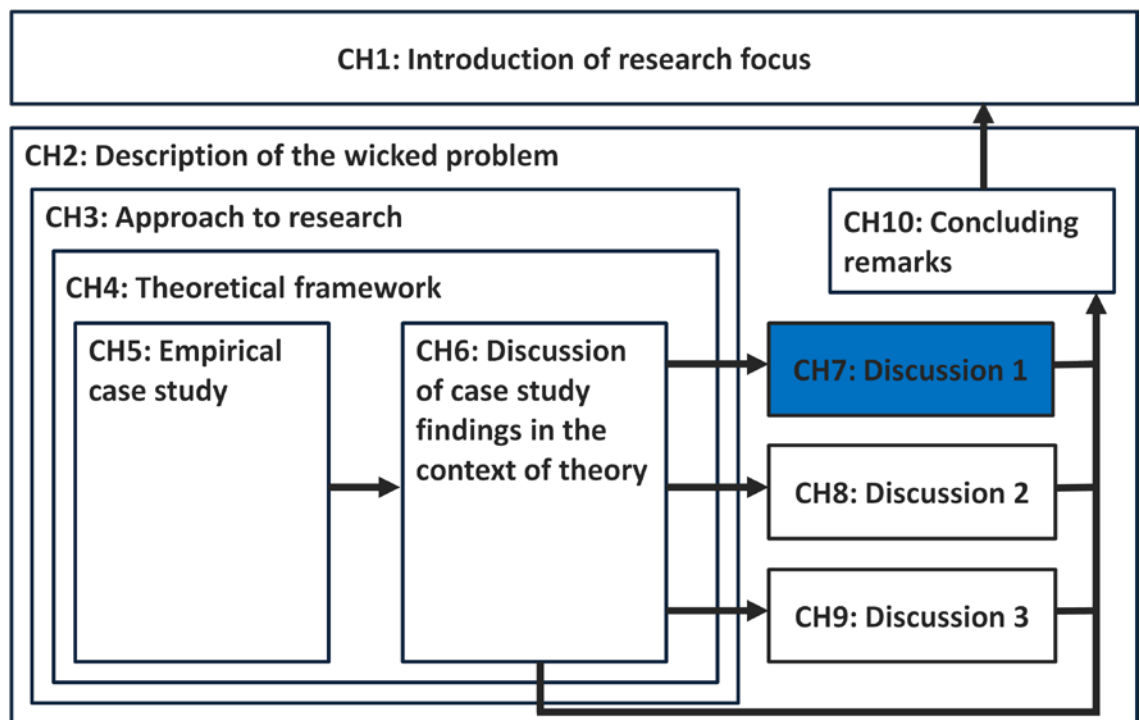 CH1: Introduction of research focus
CH2: Description of the wicked problem
CH3: Approach to research
CH10: Concluding
remarks
CH4: Theoretical framework
CH5: Empirical
case study
CH6: Discussion
of case study
findings in the
context of theory
CH7: Discussion 1
CH8: Discussion 2
CH9: Discussion 3